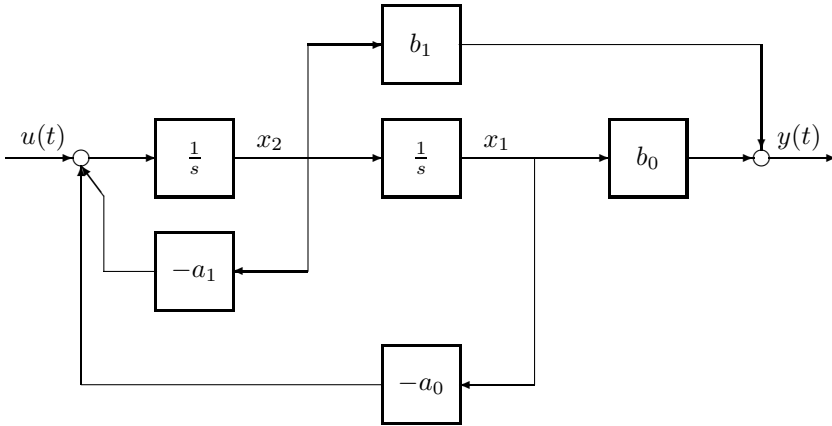 b₁
u(t)
1/s
x₂
1/s
x₁
b₀
y(t)
−a₁
−a₀